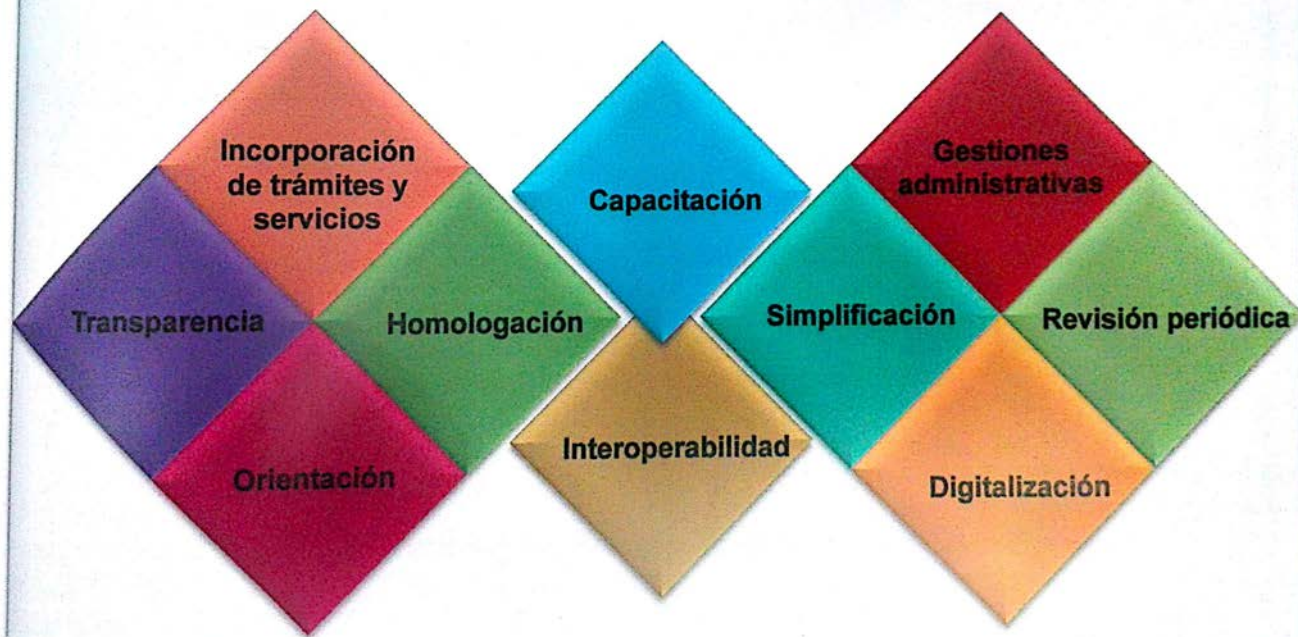 Incorporación
de trámites y
servicios
Transparencia
Homologación
Orientación
Capacitación
Interoperabilidad
Gestiones
administrativas
Simplificación
Revisión periódica
Digitalización